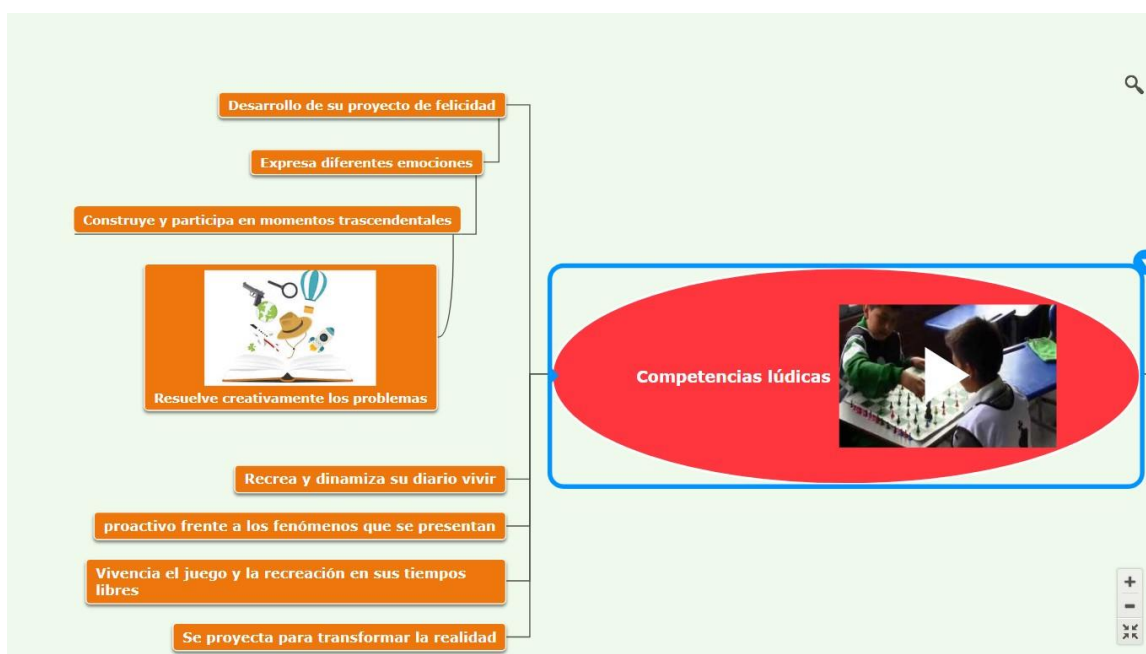 Desarrollo de su proyecto de felicidad
Expresa diferentes emociones
Construye y participa en momentos trascendentales
Resuelve creativamente los problemas
Competencias lúdicas
Recrea y dinamiza su diario vivir
proactivo frente a los fenómenos que se presentan
Vivencia el juego y la recreación en sus tiempos
libres
Se proyecta para transformar la realidad